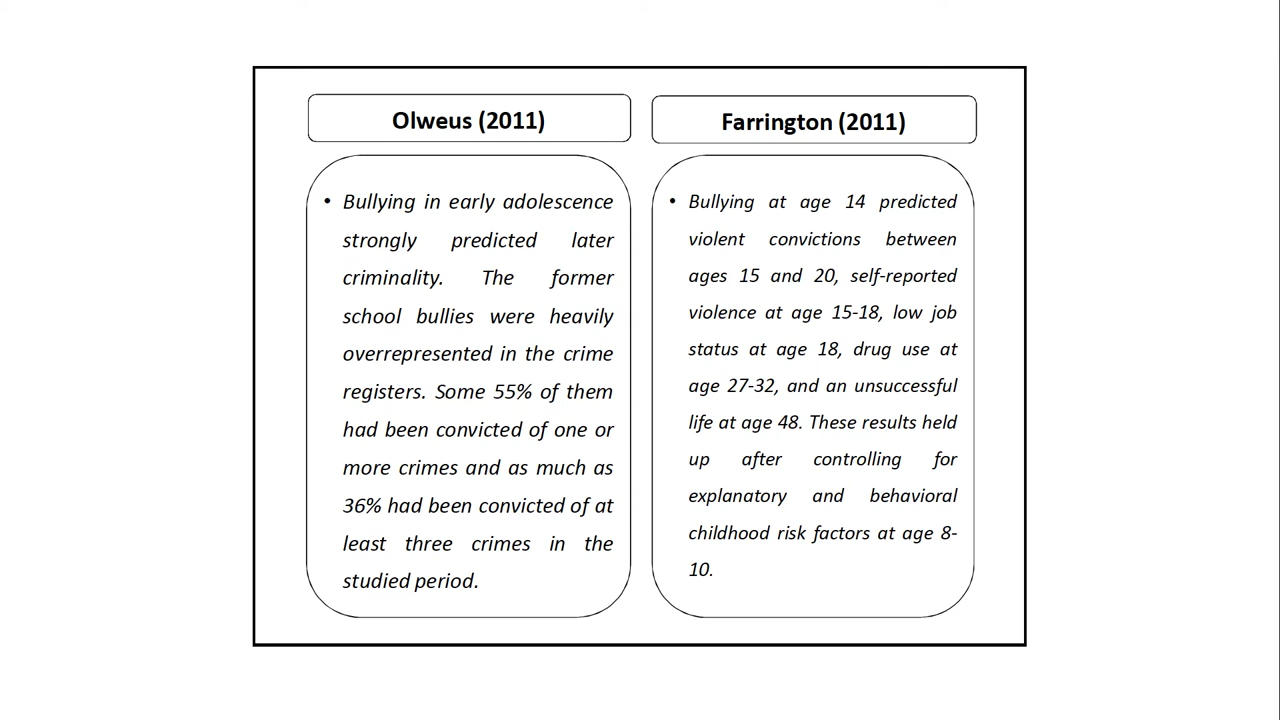 Olweus (2011)
• Bullying in early adolescence
strongly predicted later
criminality. The former
school bullies were heavily
overrepresented in the crime
registers. Some 55% of them
had been convicted of one or
more crimes and as much as
36% had been convicted of at
least three crimes in the
studied period.
Farrington (2011)
• Bullying at age 14 predicted
violent convictions between
ages 15 and 20, self-reported
violence at age 15-18, low job
status at age 18, drug use at
age 27-32, and an unsuccessful
life at age 48. These results held
up after controlling for
explanatory and behavioral
childhood risk factors at age 8-
10.